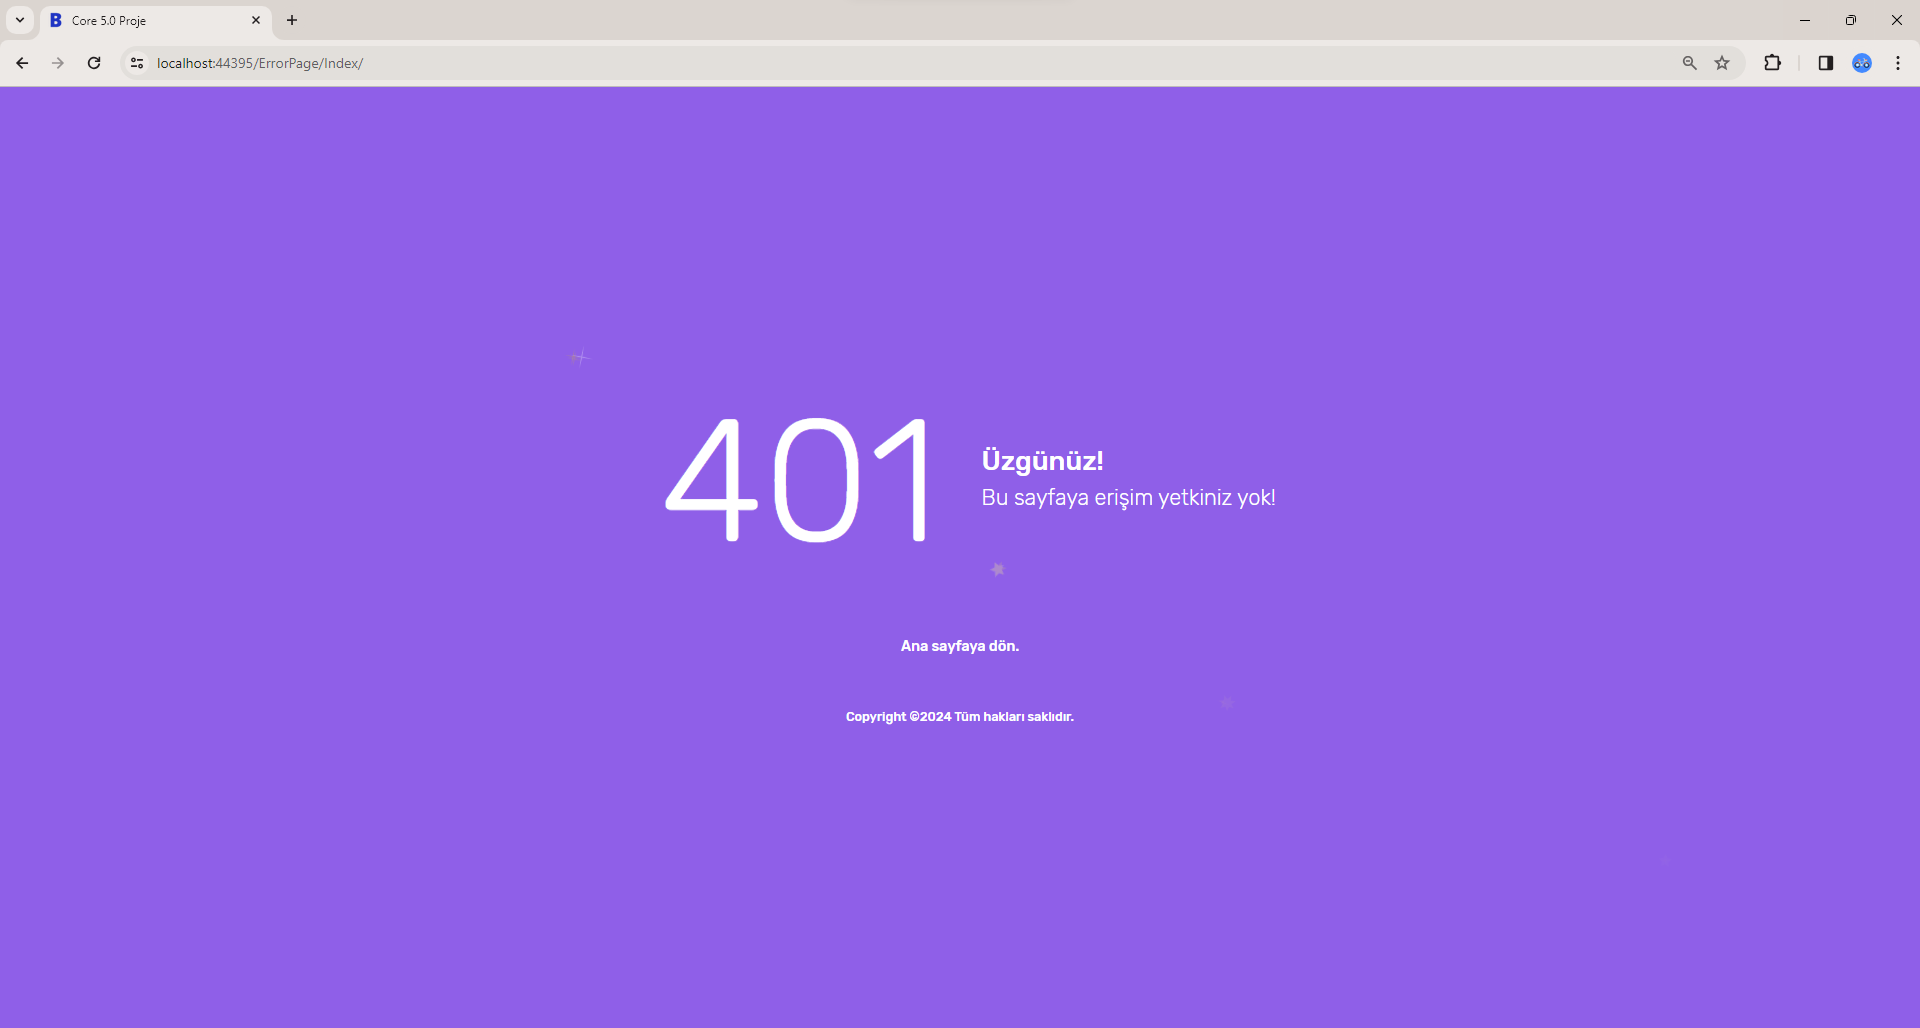 Core 5.0 Proje
localhost:44395/ErrorPage/Index/
401
Üzgünüz!
Bu sayfaya erişim yetkiniz yok!
Ana sayfaya dön.
Copyright ©2024 Tüm hakları saklıdır.